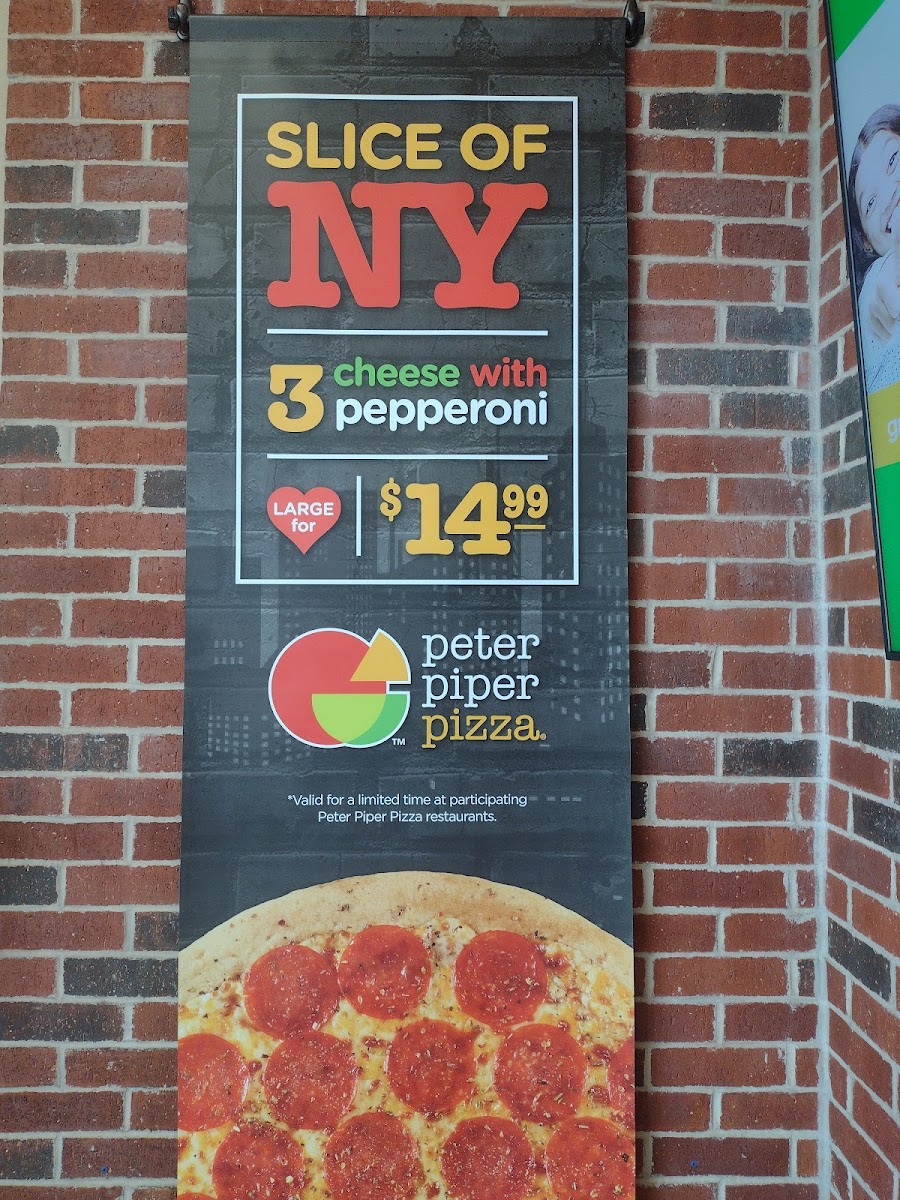 SLICE OF
NY
3 cheese with
pepperoni
LARGE
for
$14.99
peter
piper
pizza®
TM
*Valid for a limited time at participating
Peter Piper Pizza restaurants.